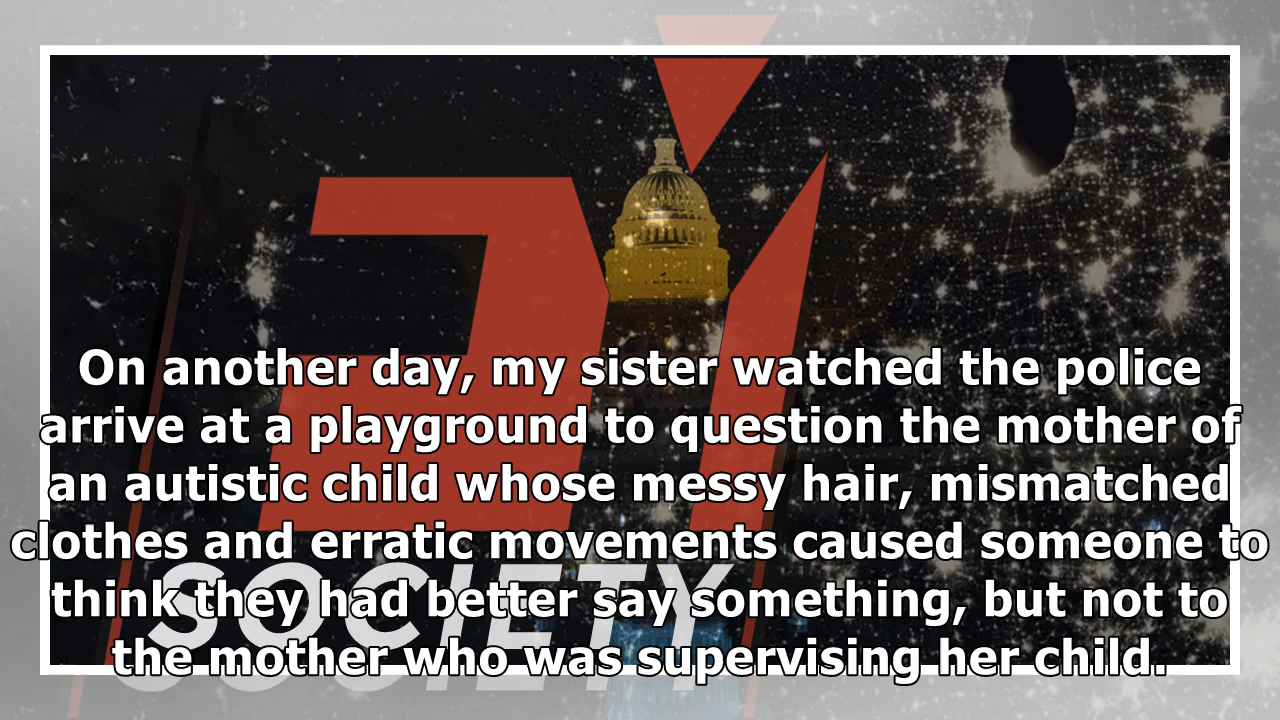 On another day, my sister watched the police
arrive at a playground to question the mother of
an autistic child whose messy hair, mismatched
clothes and erratic movements caused someone to
think they had better say something, but not to
the mother who was supervising her child.
SOCIETY